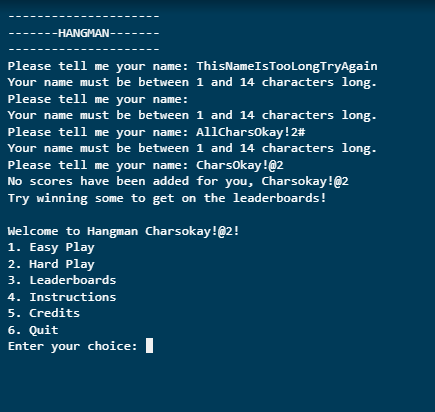 ---------------------
-------HANGMAN-------
---------------------
Please tell me your name: ThisNameIsTooLongTryAgain
Your name must be between 1 and 14 characters long.
Please tell me your name:
Your name must be between 1 and 14 characters long.
Please tell me your name: AllCharsOkay!2#
Your name must be between 1 and 14 characters long.
Please tell me your name: CharsOkay!@2
No scores have been added for you, Charsokay!@2
Try winning some to get on the leaderboards!
Welcome to Hangman Charsokay!@2!
1. Easy Play
2. Hard Play
3. Leaderboards
4. Instructions
5. Credits
6. Quit
Enter your choice: